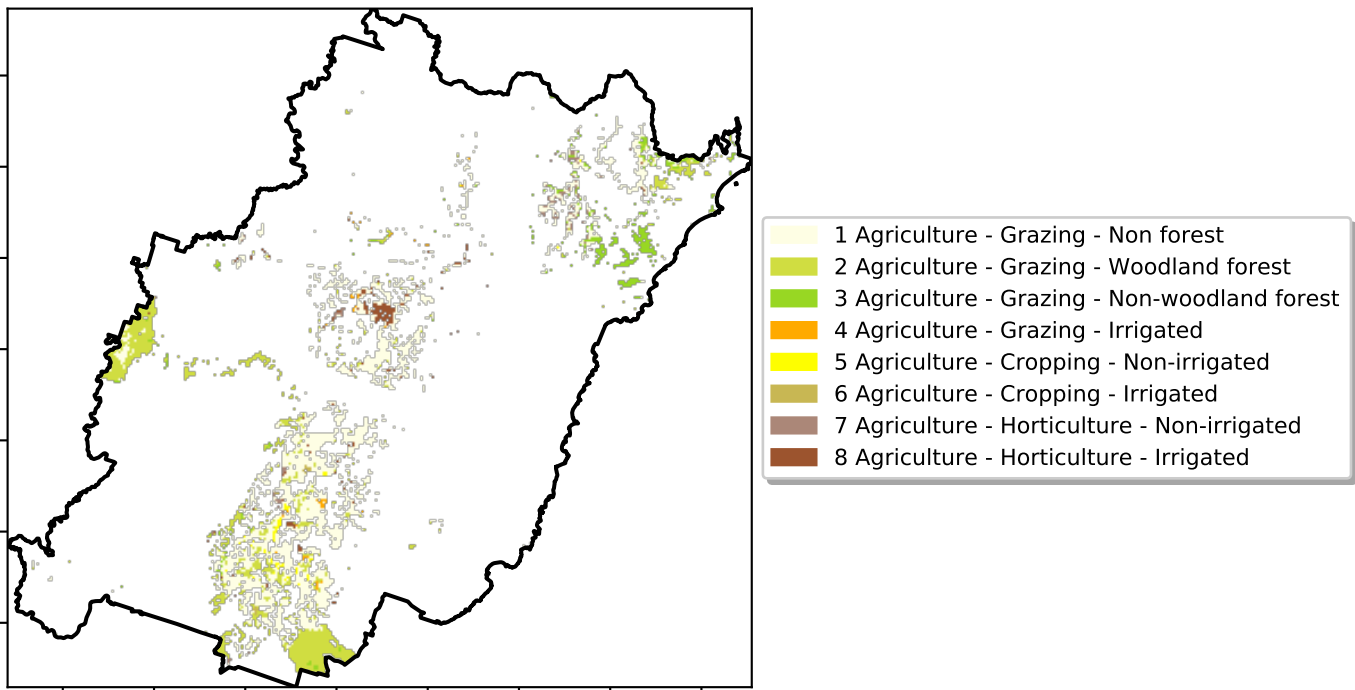 1 Agriculture - Grazing - Non forest
2 Agriculture - Grazing - Woodland forest
3 Agriculture - Grazing - Non-woodland forest
4 Agriculture - Grazing - Irrigated
5 Agriculture - Cropping - Non-irrigated
6 Agriculture - Cropping - Irrigated
7 Agriculture - Horticulture - Non-irrigated
8 Agriculture - Horticulture - Irrigated